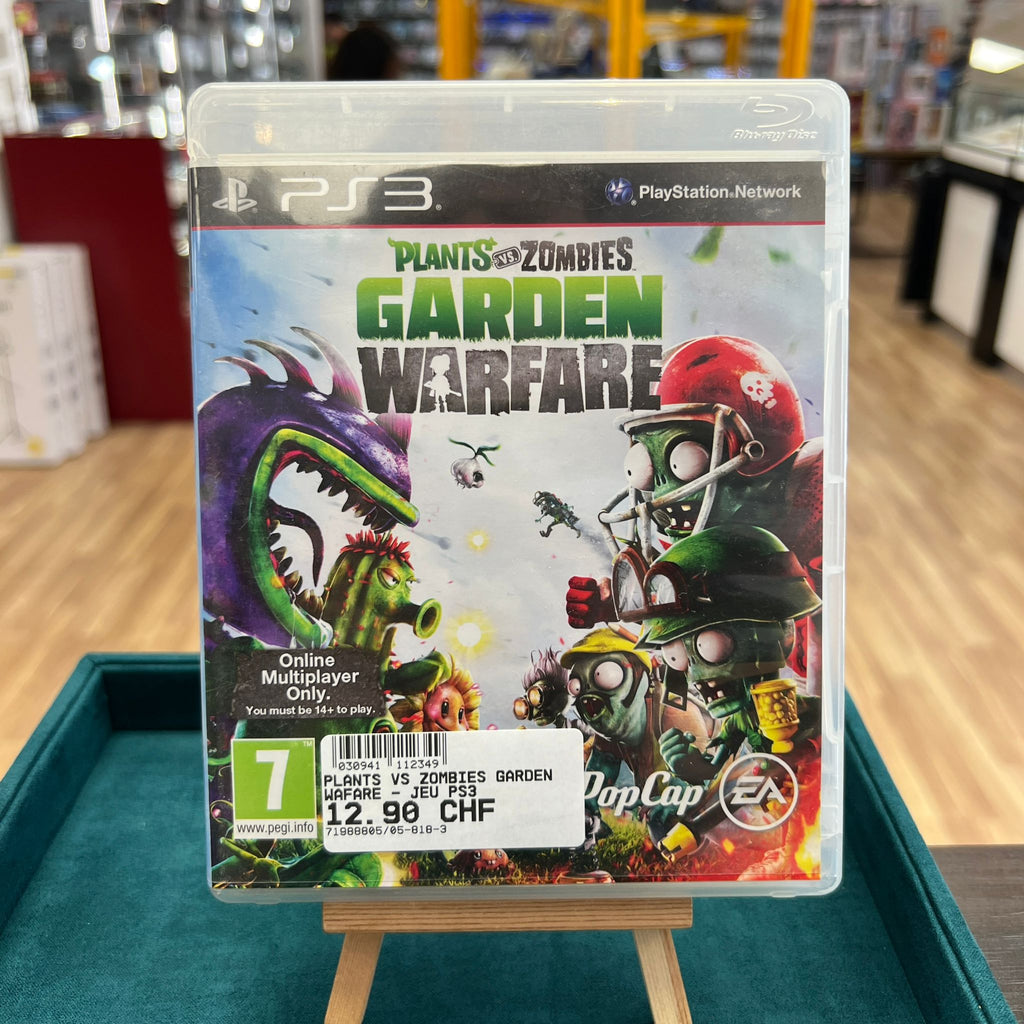 Blu-ray Disc
PS3
PlayStation Network
PLANTS VS. ZOMBIES
GARDEN
WARFARE
Online
Multiplayer
Only.
You must be 14+ to play.
7
www.pegi.info
030941 112349
PLANTS VS ZOMBIES GARDEN
WAFARE - JEU PS3
12.90 CHF
71988805/05-818-3
PopCap
EA